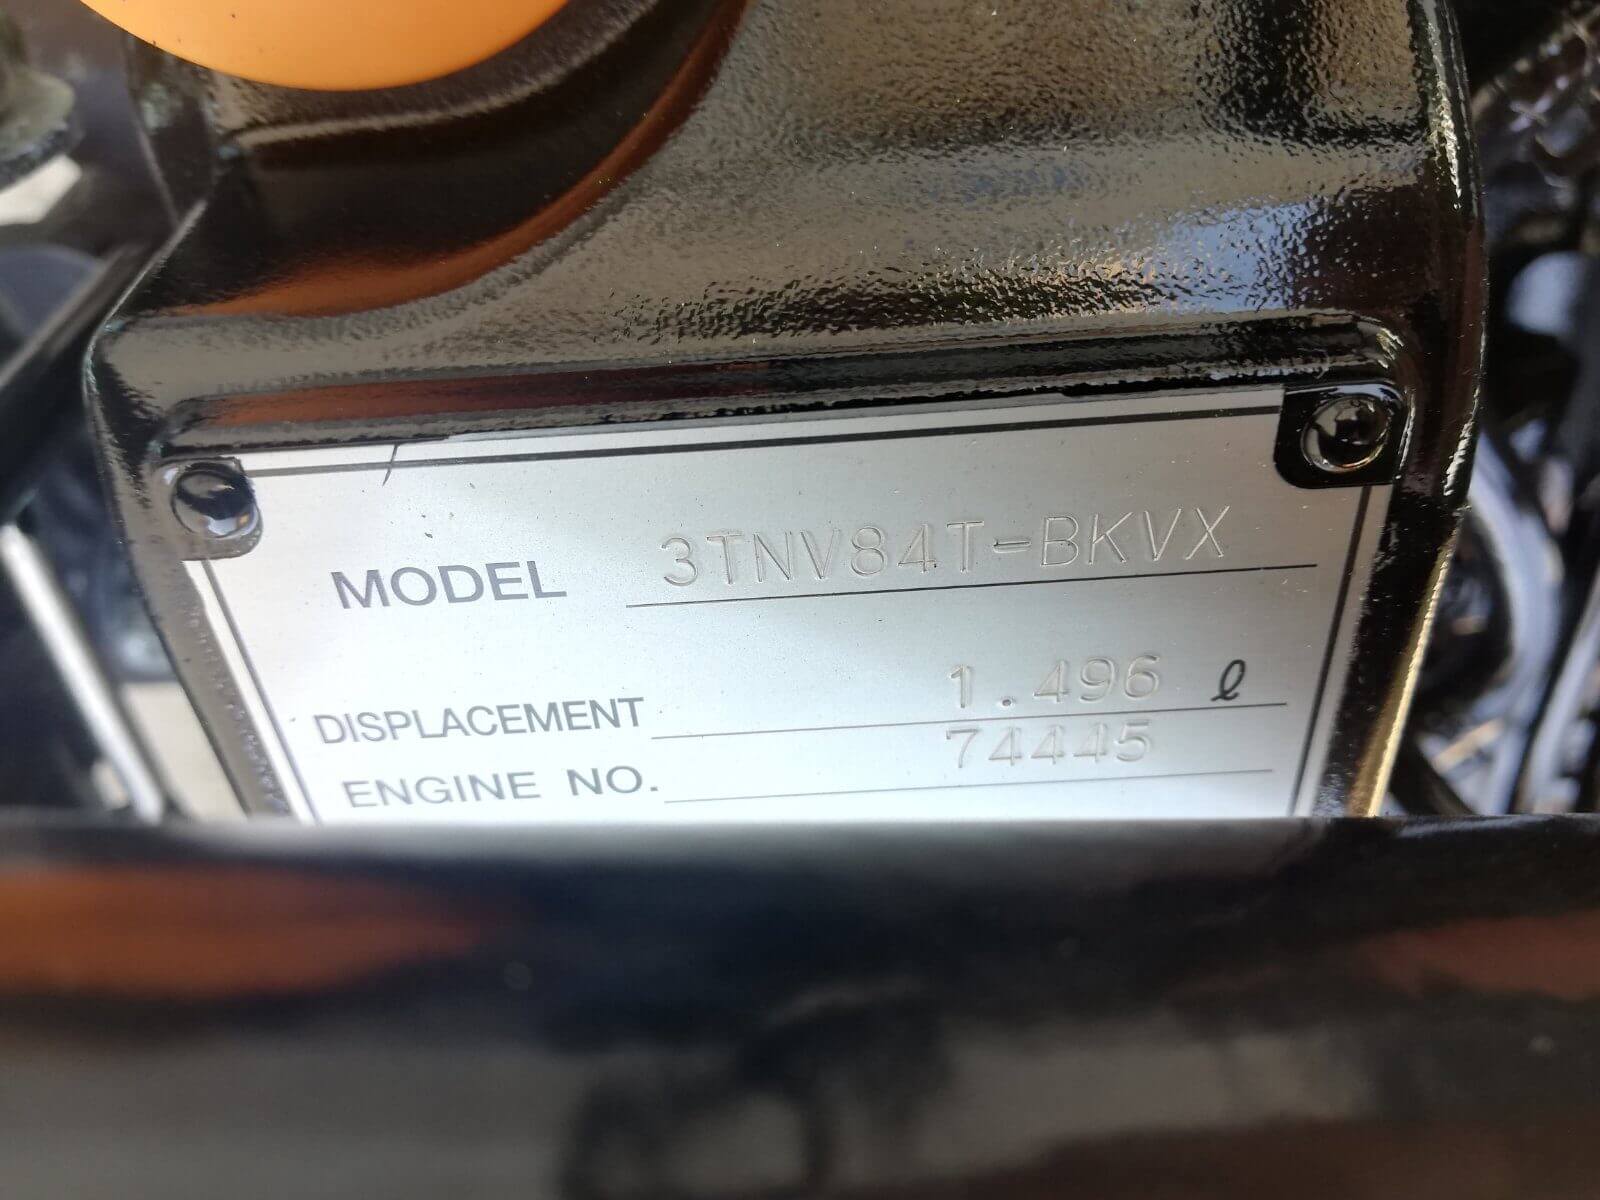 MODEL 3TNV84T-BKVX
DISPLACEMENT 1.496 ℓ
ENGINE NO. 74445